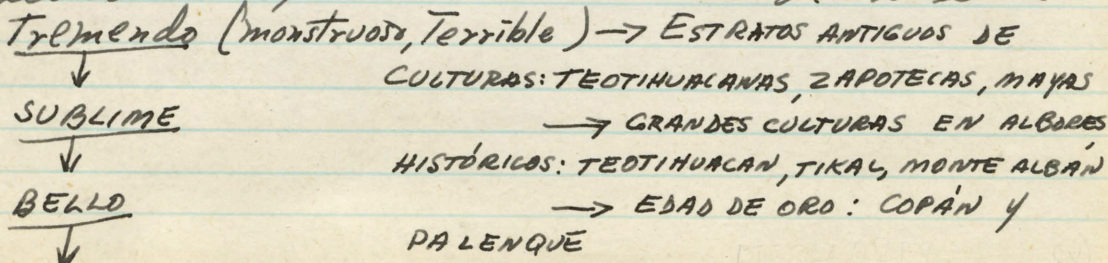 Tremendo (monstruoso, Terrible) → ESTRATOS ANTIGUOS DE
CULTURAS: TEOTIHUACANAS, ZAPOTECAS, MAYAS
SUBLIME → GRANDES CULTURAS EN ALBORES
HISTÓRICOS: TEOTIHUACAN, TIKAL, MONTE ALBÁN
BELLO → EDAD DE ORO: COPÁN Y
PALENQUE